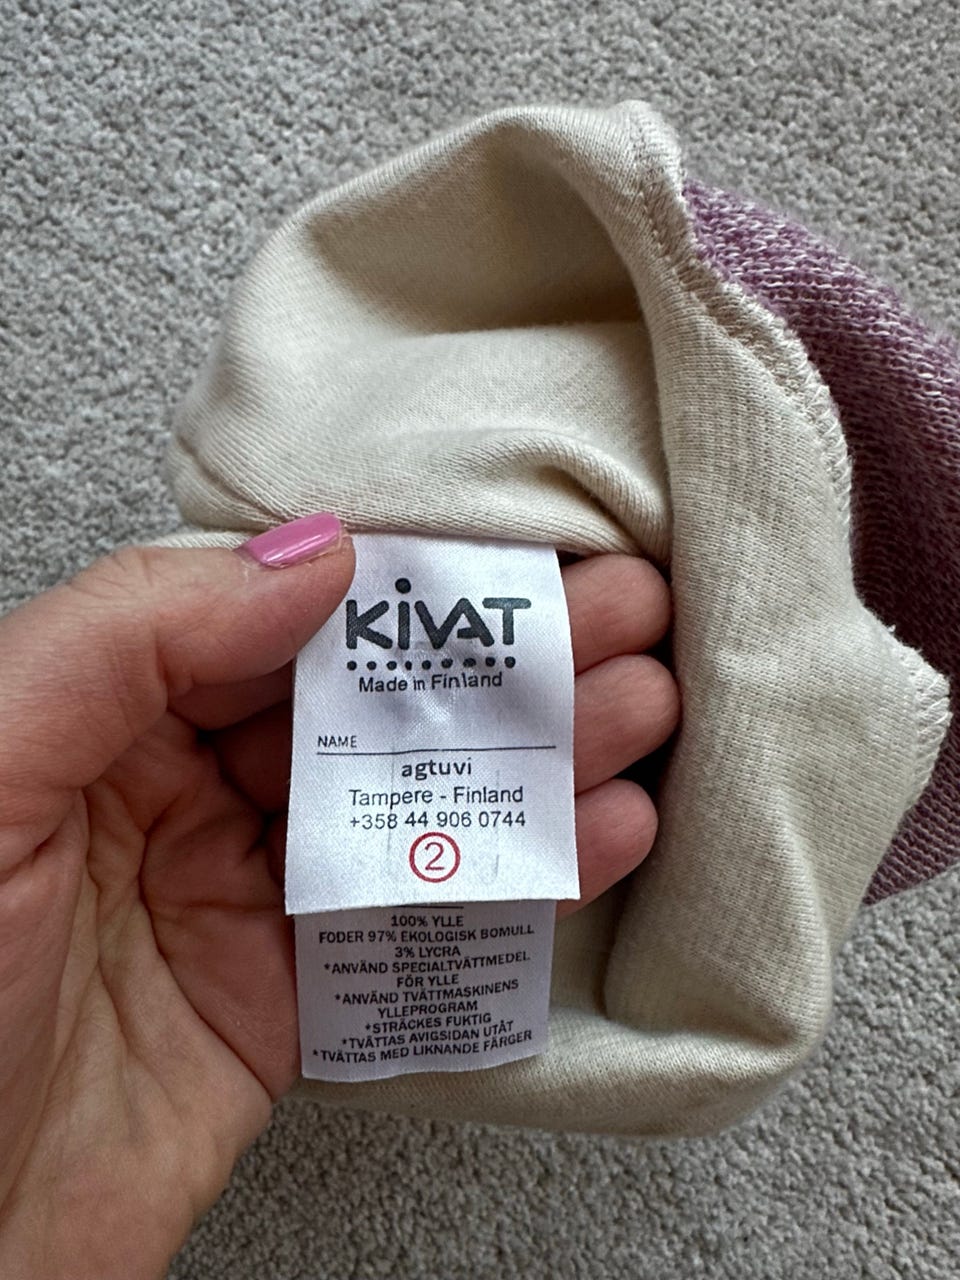 KiVAT
Made in Finland
NAME
agtuvi
Tampere - Finland
+358 44 906 0744
2
100% YLLE
FODER 97% EKOLOGISK BOMULL
3% LYCRA
*ANVÄND SPECIALTVÄTTMEDEL
FÖR YLLE
*ANVÄND TVÄTTMASKINENS
YLLEPROGRAM
*STRÄCKES FUKTIG
*TVÄTTAS AVIGSIDAN UTÅT
*TVÄTTAS MED LIKNANDE FÄRGER